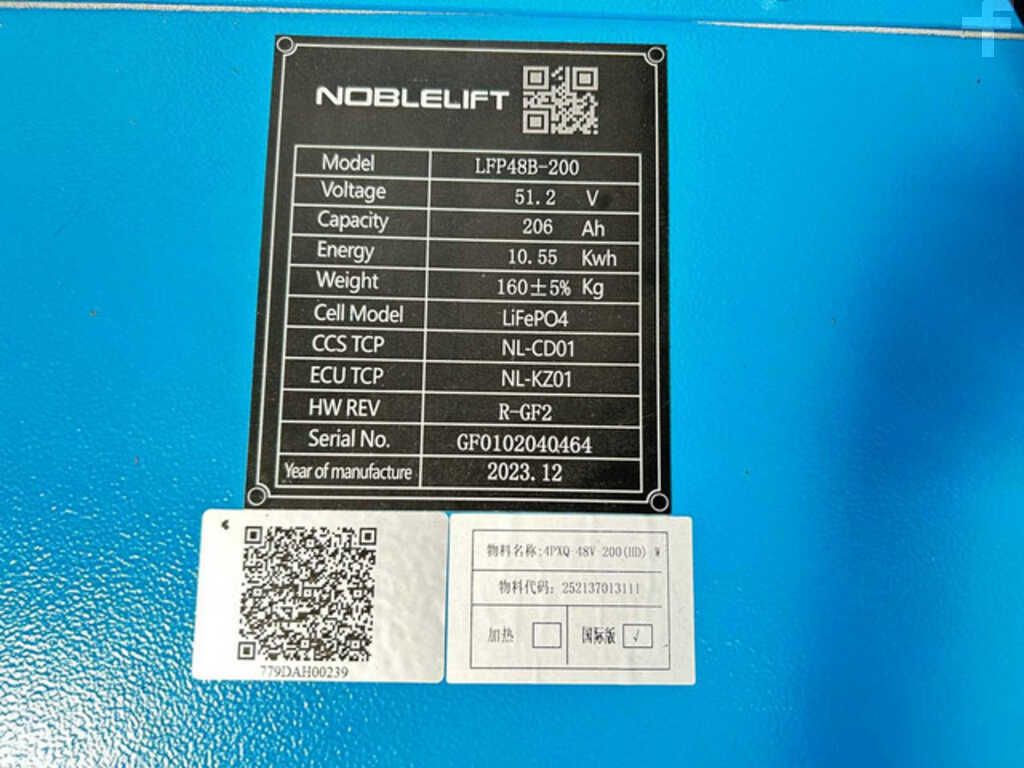 NOBLELIFT
Model LFP48B-200
Voltage 51.2 V
Capacity 206 Ah
Energy 10.55 Kwh
Weight 160±5% Kg
Cell Model LiFePO4
CCS TCP NL-CD01
ECU TCP NL-KZ01
HW REV R-GF2
Serial No. GF0102040464
Year of manufacture 2023.12
779DAH00239
物料名称:4PXQ-48V-200(HD) W
物料代码: 252137013111
加热 国际版 √